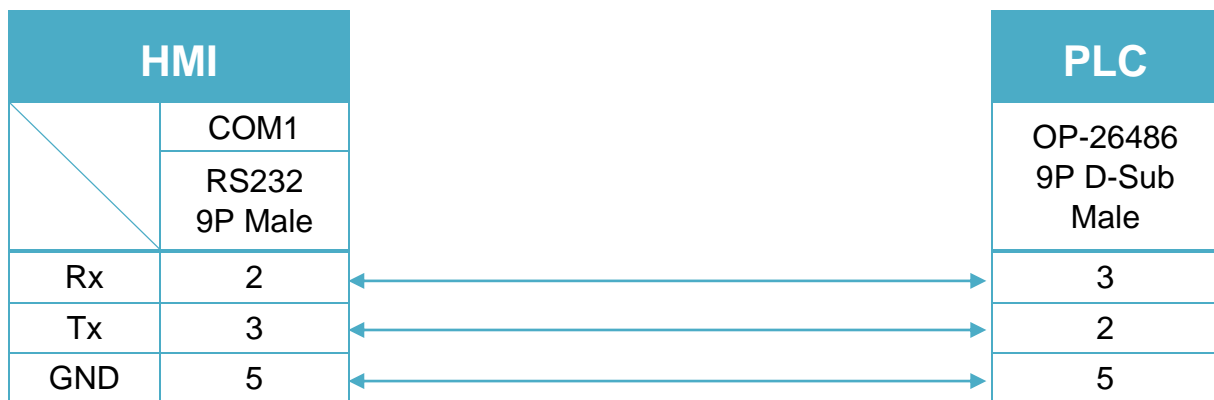 HMI
PLC
COM1
RS232
9P Male
OP-26486
9P D-Sub
Male
Rx 2 3
Tx 3 2
GND 5 5